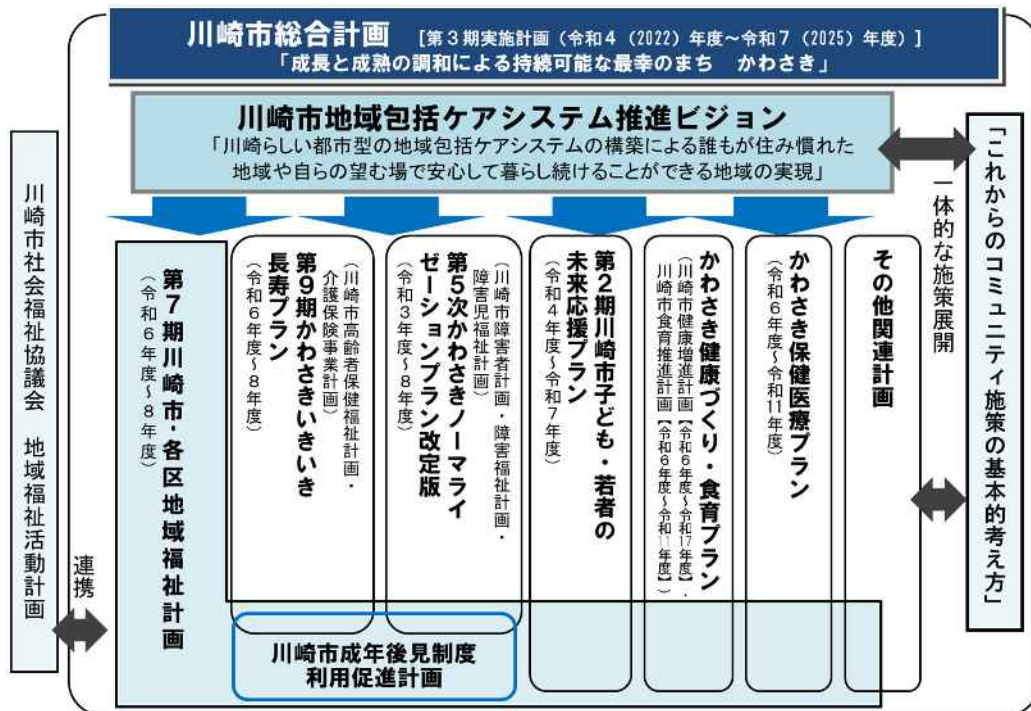 川崎市総合計画 [第3期実施計画（令和4（2022）年度～令和7（2025）年度）]
「成長と成熟の調和による持続可能な最幸のまち　かわさき」
川崎市地域包括ケアシステム推進ビジョン
「川崎らしい都市型の地域包括ケアシステムの構築による誰もが住み慣れた
地域や自らの望む場で安心して暮らし続けることができる地域の実現」
川崎市社会福祉協議会　地域福祉活動計画
連携
第7期川崎市・各区地域福祉計画
（令和6年度～8年度）
（川崎市高齢者保健福祉計画・
介護保険事業計画）
第9期かわさきいきいき
長寿プラン
（令和6年度～8年度）
（川崎市障害者計画・障害福祉計画・
障害児福祉計画）
第5次かわさきノーマライ
ゼーションプラン改定版
（令和3年度～8年度）
第2期川崎市子ども・若者の
未来応援プラン
（令和4年度～令和7年度）
かわさき健康づくり・食育プラン
（川崎市健康増進計画【令和6年度～令和17年度】・
川崎市食育推進計画【令和6年度～令和11年度】）
かわさき保健医療プラン
（令和6年度～令和11年度）
その他関連計画
川崎市成年後見制度
利用促進計画
一体的な施策展開
「これからのコミュニティ施策の基本的考え方」